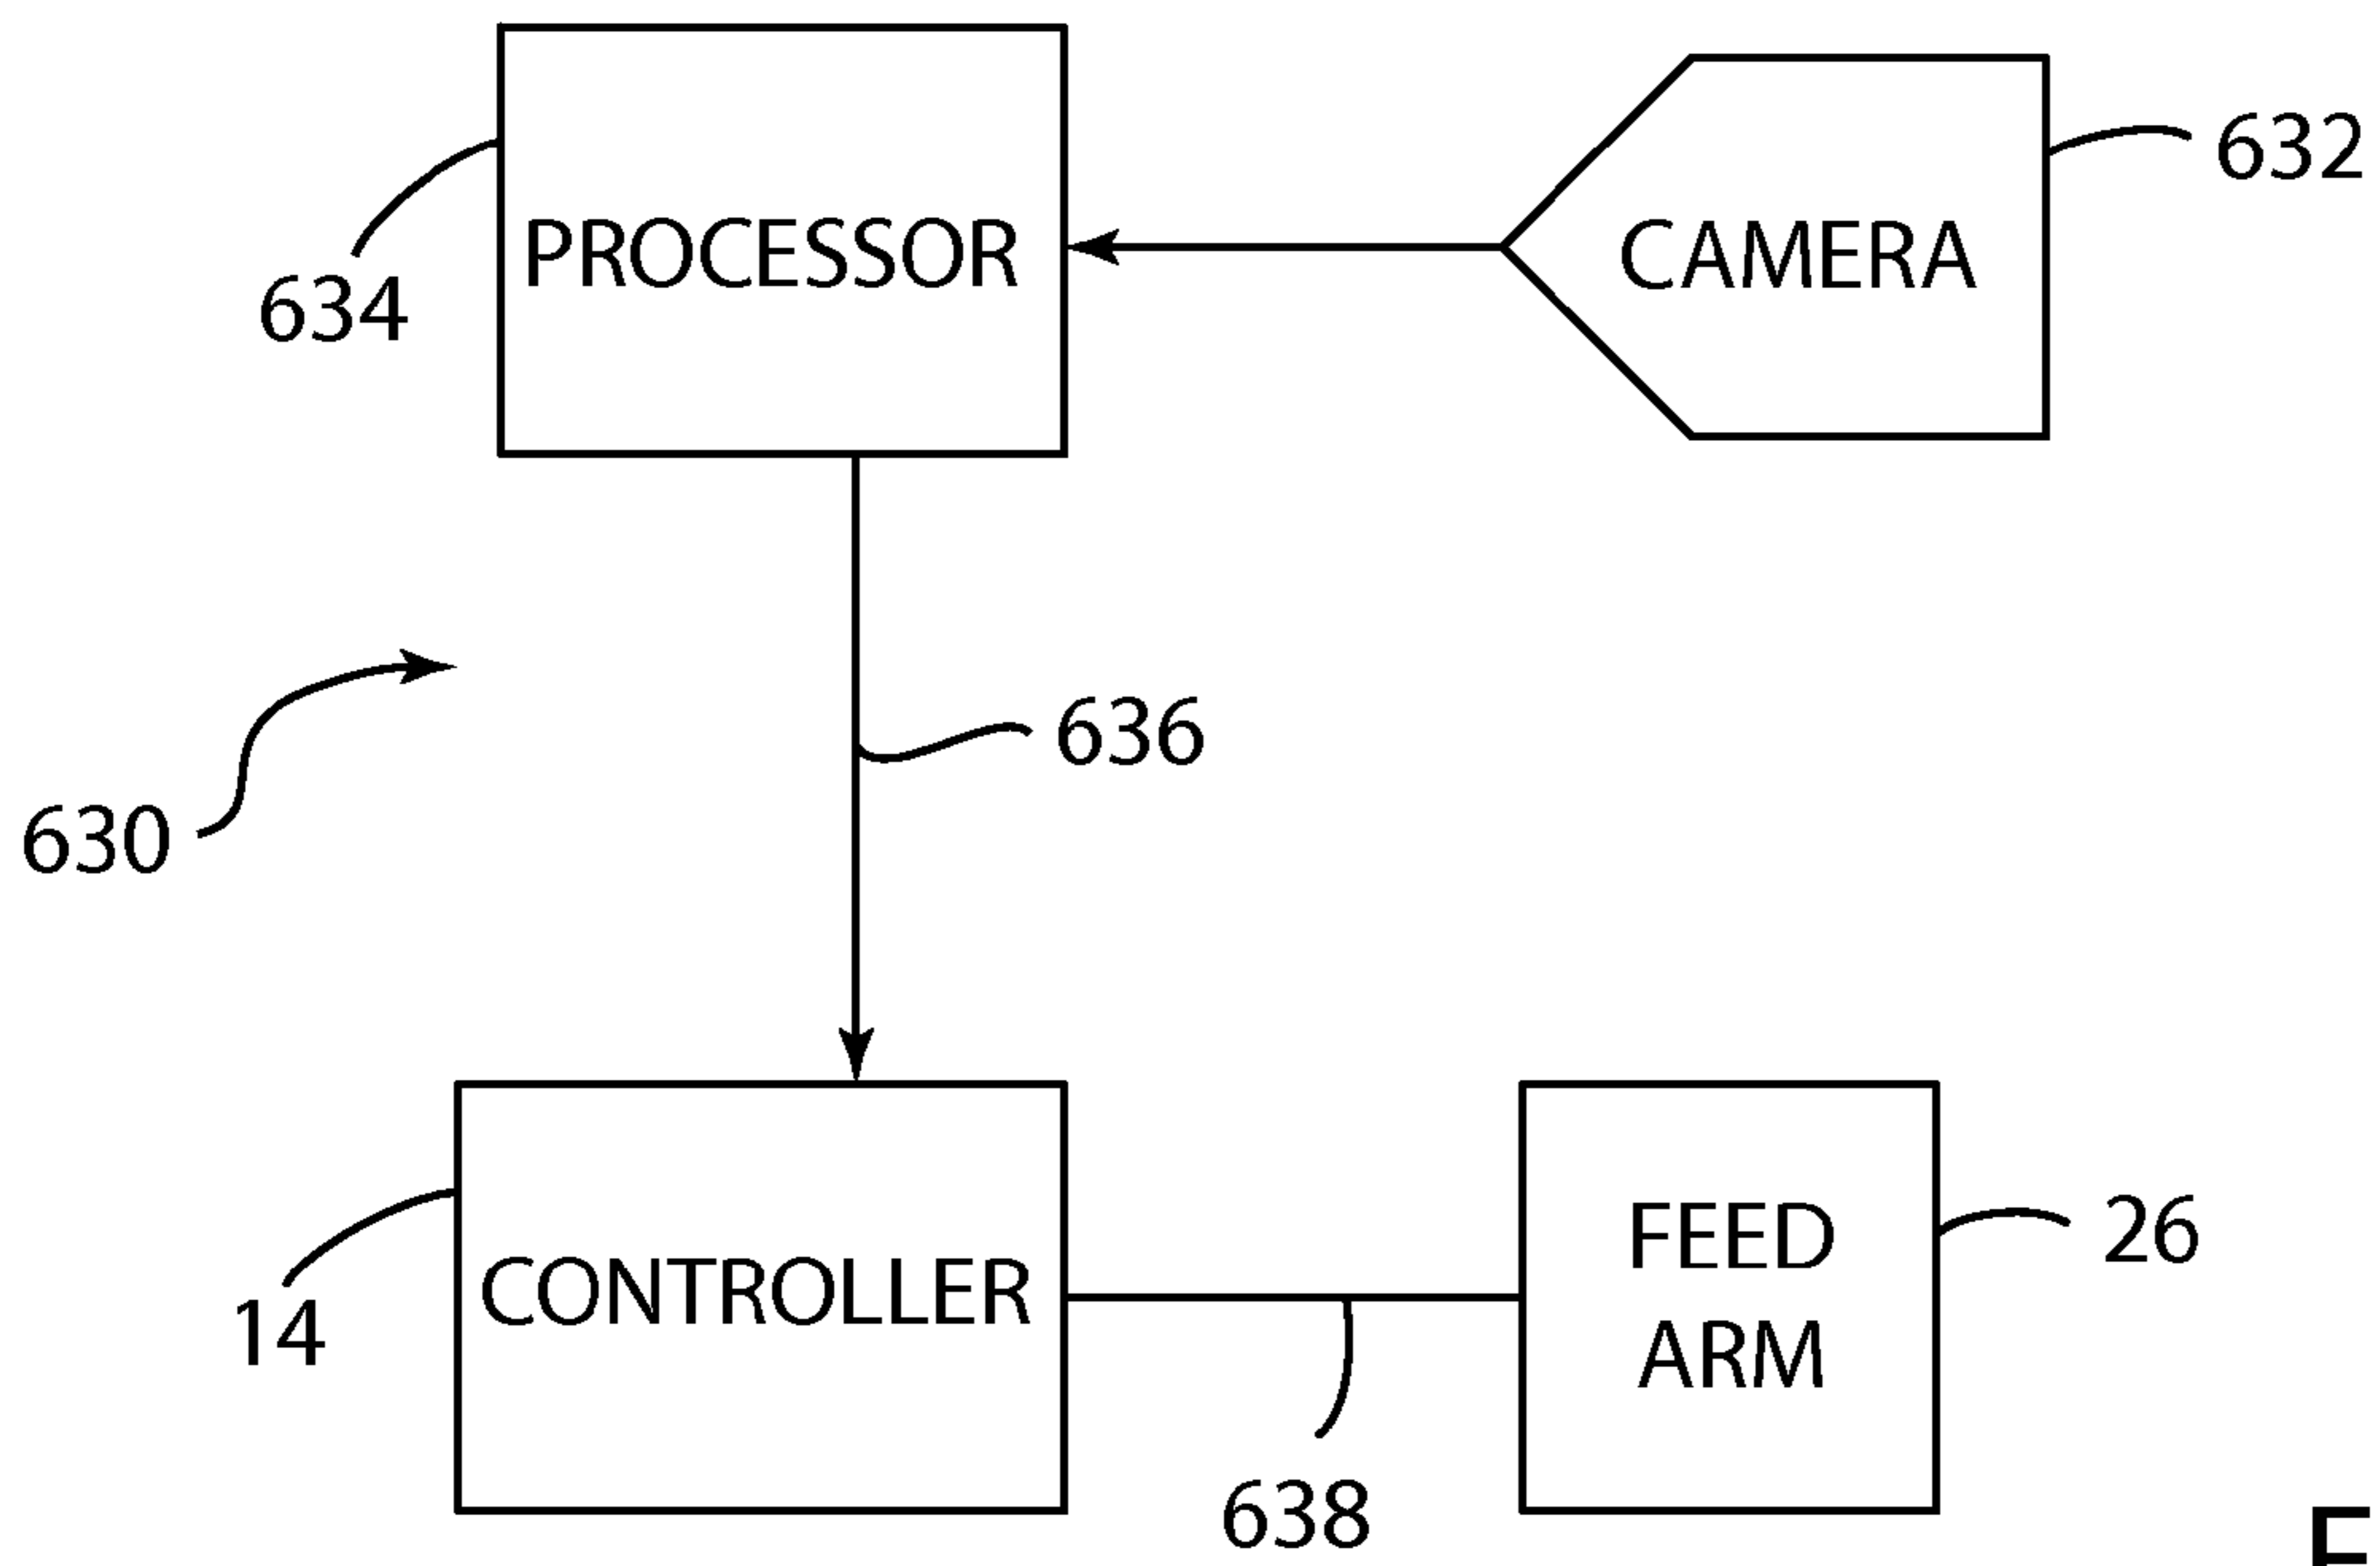 632
PROCESSOR
CAMERA
634
636
630
14
CONTROLLER
FEED
ARM
26
638
F